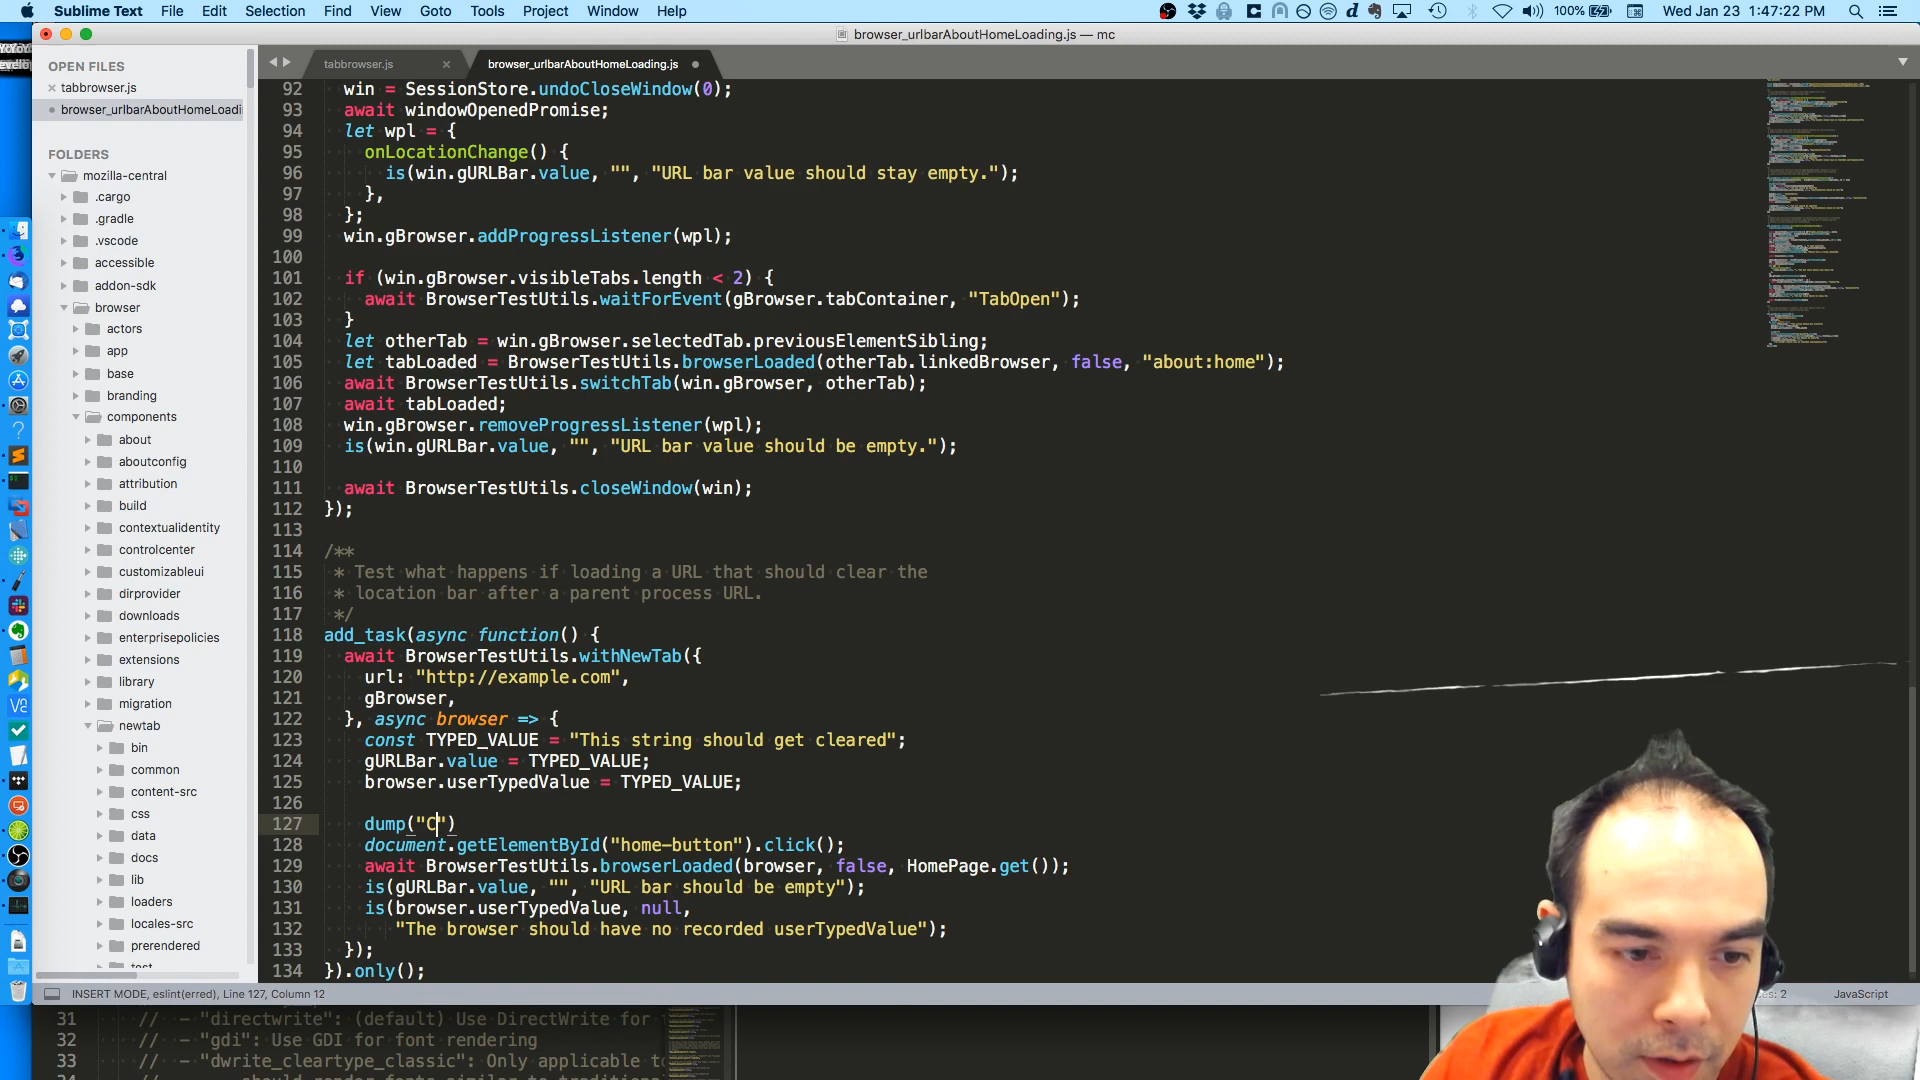 Sublime Text File Edit Selection Find View Goto Tools Project Window Help 100% Wed Jan 23 1:47:22 PM
browser_urlbarAboutHomeLoading.js — mc
OPEN FILES
tabbrowser.js
browser_urlbarAboutHomeLoadi
FOLDERS
mozilla-central
.cargo
.gradle
.vscode
accessible
addon-sdk
browser
actors
app
base
branding
components
about
aboutconfig
attribution
build
contextualidentity
controlcenter
customizableui
dirprovider
downloads
enterprisepolicies
extensions
library
migration
newtab
bin
common
content-src
css
data
docs
lib
loaders
locales-src
prerendered
test
tabbrowser.js browser_urlbarAboutHomeLoading.js
92 win = SessionStore.undoCloseWindow(0);
93 await windowOpenedPromise;
94 let wpl = {
95 onLocationChange() {
96 is(win.gURLBar.value, "", "URL bar value should stay empty.");
97 },
98 };
99 win.gBrowser.addProgressListener(wpl);
100
101 if (win.gBrowser.visibleTabs.length < 2) {
102 await BrowserTestUtils.waitForEvent(gBrowser.tabContainer, "TabOpen");
103 }
104 let otherTab = win.gBrowser.selectedTab.previousElementSibling;
105 let tabLoaded = BrowserTestUtils.browserLoaded(otherTab.linkedBrowser, false, "about:home");
106 await BrowserTestUtils.switchTab(win.gBrowser, otherTab);
107 await tabLoaded;
108 win.gBrowser.removeProgressListener(wpl);
109 is(win.gURLBar.value, "", "URL bar value should be empty.");
110
111 await BrowserTestUtils.closeWindow(win);
112 });
113
114 /**
115 * Test what happens if loading a URL that should clear the
116 * location bar after a parent process URL.
117 */
118 add_task(async function() {
119 await BrowserTestUtils.withNewTab({
120 url: "http://example.com",
121 gBrowser,
122 }, async browser => {
123 const TYPED_VALUE = "This string should get cleared";
124 gURLBar.value = TYPED_VALUE;
125 browser.userTypedValue = TYPED_VALUE;
126
127 dump("C")
128 document.getElementById("home-button").click();
129 await BrowserTestUtils.browserLoaded(browser, false, HomePage.get());
130 is(gURLBar.value, "", "URL bar should be empty");
131 is(browser.userTypedValue, null,
132 "The browser should have no recorded userTypedValue");
133 });
134 }).only();
INSERT MODE, eslint(erred), Line 127, Column 12 es: 2 JavaScript
31 // - "directwrite": (default) Use DirectWrite for
32 // - "gdi": Use GDI for font rendering
33 // - "dwrite_cleartype_classic": Only applicable to